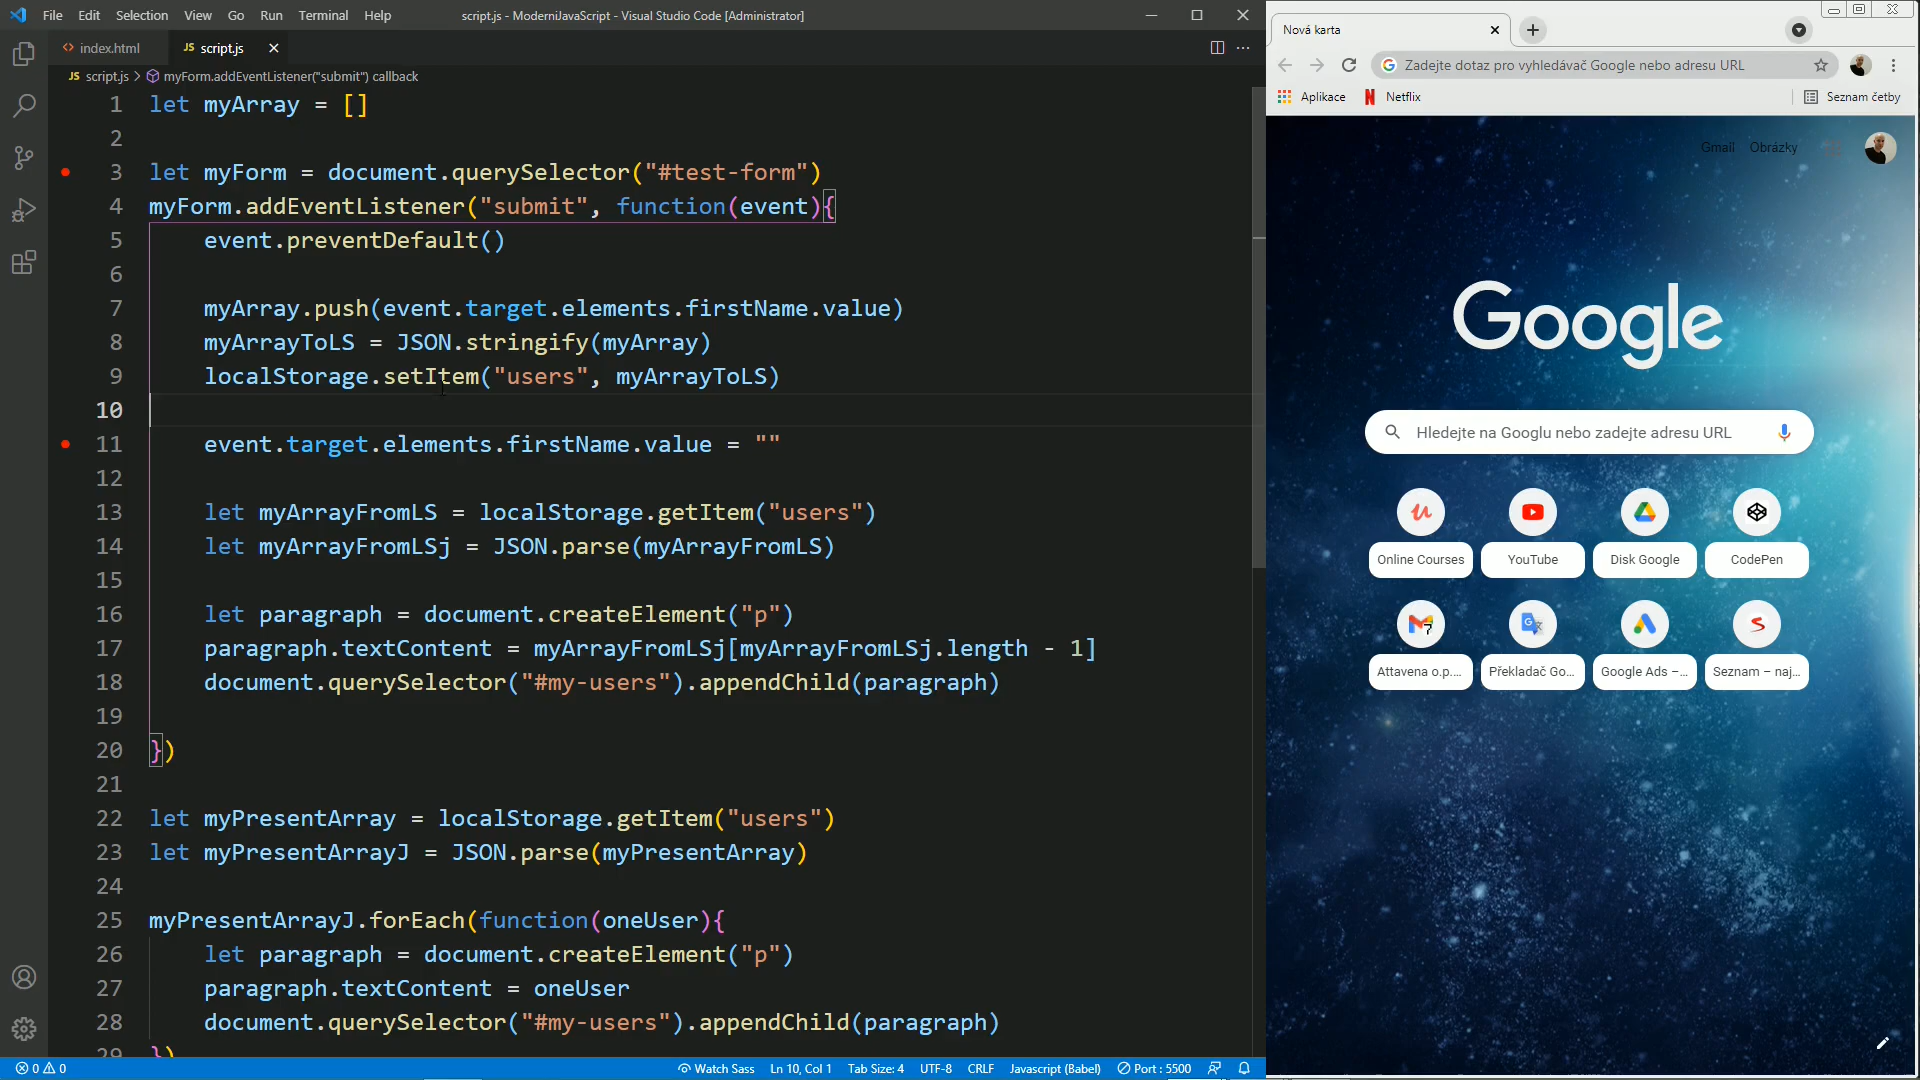 File Edit Selection View Go Run Terminal Help
script.js - ModerniJavaScript - Visual Studio Code [Administrator]
index.html
JS script.js
JS script.js > myForm.addEventListener("submit") callback
1 let myArray = []
2
3 let myForm = document.querySelector("#test-form")
4 myForm.addEventListener("submit", function(event){
5 event.preventDefault()
6
7 myArray.push(event.target.elements.firstName.value)
8 myArrayToLS = JSON.stringify(myArray)
9 localStorage.setItem("users", myArrayToLS)
10
11 event.target.elements.firstName.value = ""
12
13 let myArrayFromLS = localStorage.getItem("users")
14 let myArrayFromLSj = JSON.parse(myArrayFromLS)
15
16 let paragraph = document.createElement("p")
17 paragraph.textContent = myArrayFromLSj[myArrayFromLSj.length - 1]
18 document.querySelector("#my-users").appendChild(paragraph)
19
20 })
21
22 let myPresentArray = localStorage.getItem("users")
23 let myPresentArrayJ = JSON.parse(myPresentArray)
24
25 myPresentArrayJ.forEach(function(oneUser){
26 let paragraph = document.createElement("p")
27 paragraph.textContent = oneUser
28 document.querySelector("#my-users").appendChild(paragraph)
29 })
0 0
Watch Sass Ln 10, Col 1 Tab Size: 4 UTF-8 CRLF Javascript (Babel) Port : 5500
Nová karta
Zadejte dotaz pro vyhledávač Google nebo adresu URL
Aplikace Netflix Seznam četby
Gmail Obrázky
Google
Hledejte na Googlu nebo zadejte adresu URL
Online Courses YouTube Disk Google CodePen
Attavena o.p.... Překladač Go... Google Ads –... Seznam – naj...